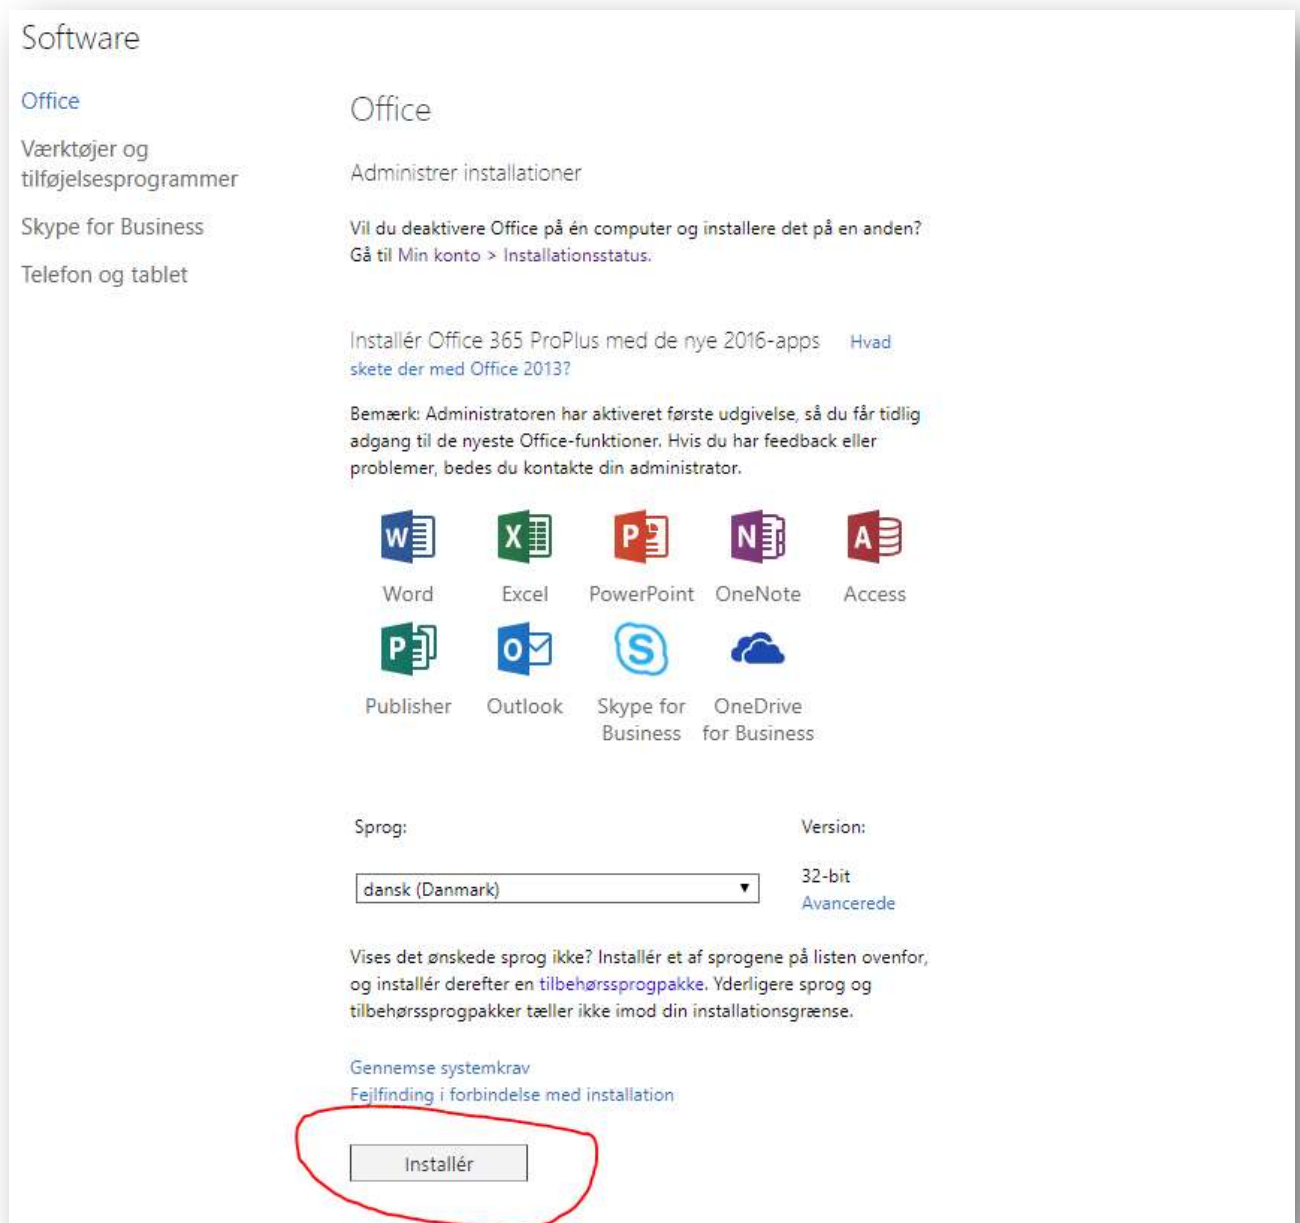 Software
Office
Værktøjer og
tilføjelsesprogrammer
Skype for Business
Telefon og tablet
Office
Administrer installationer
Vil du deaktivere Office på én computer og installere det på en anden?
Gå til Min konto > Installationsstatus.
Installér Office 365 ProPlus med de nye 2016-apps Hvad
skete der med Office 2013?
Bemærk: Administratoren har aktiveret første udgivelse, så du får tidlig
adgang til de nyeste Office-funktioner. Hvis du har feedback eller
problemer, bedes du kontakte din administrator.
W X P N A
Word Excel PowerPoint OneNote Access
P O S
Publisher Outlook Skype for OneDrive
Business for Business
Sprog: Version:
dansk (Danmark) 32-bit
Avancerede
Vises det ønskede sprog ikke? Installér et af sprogene på listen ovenfor,
og installér derefter en tilbehørssprogpakke. Yderligere sprog og
tilbehørssprogpakker tæller ikke imod din installationsgrænse.
Gennemse systemkrav
Fejlfinding i forbindelse med installation
Installér